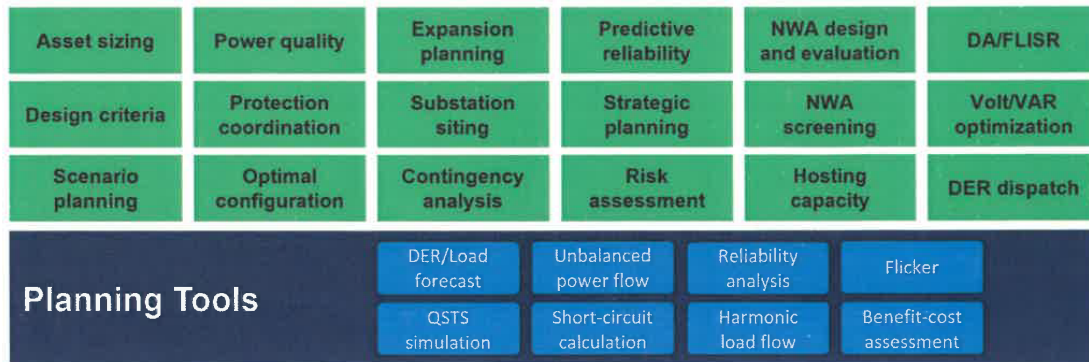 Asset sizing
Power quality
Expansion
planning
Predictive
reliability
NWA design
and evaluation
DA/FLISR
Design criteria
Protection
coordination
Substation
siting
Strategic
planning
NWA
screening
Volt/VAR
optimization
Scenario
planning
Optimal
configuration
Contingency
analysis
Risk
assessment
Hosting
capacity
DER dispatch
Planning Tools
DER/Load
forecast
Unbalanced
power flow
Reliability
analysis
Flicker
QSTS
simulation
Short-circuit
calculation
Harmonic
load flow
Benefit-cost
assessment